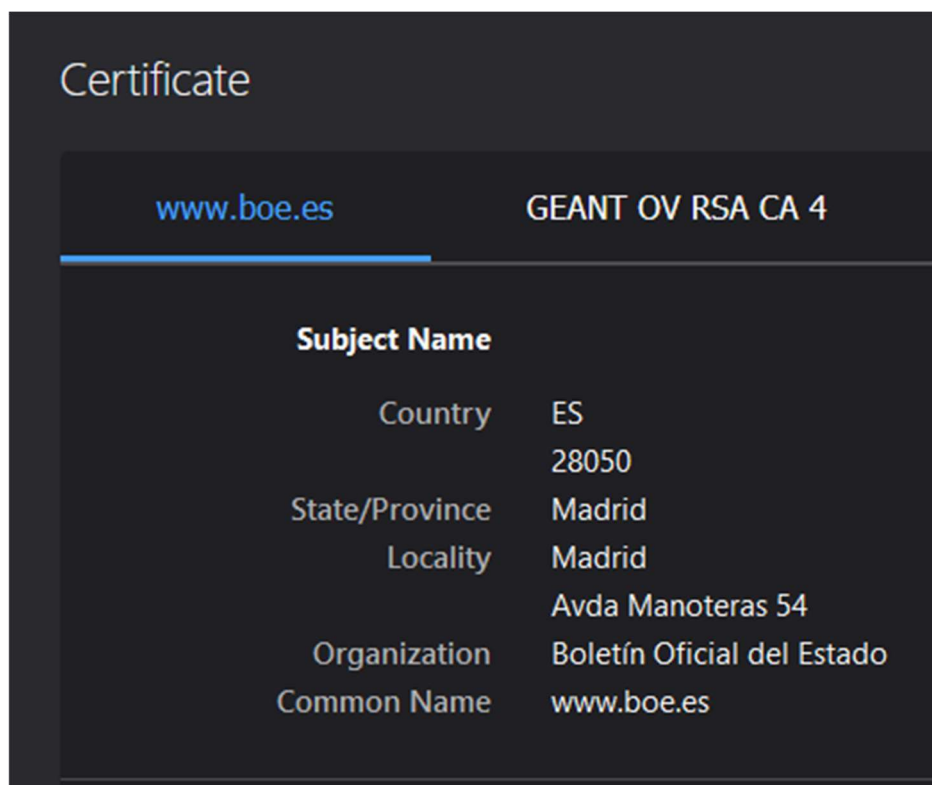 Certificate
www.boe.es GEANT OV RSA CA 4
Subject Name
Country ES
28050
State/Province Madrid
Locality Madrid
Avda Manoteras 54
Organization Boletín Oficial del Estado
Common Name www.boe.es